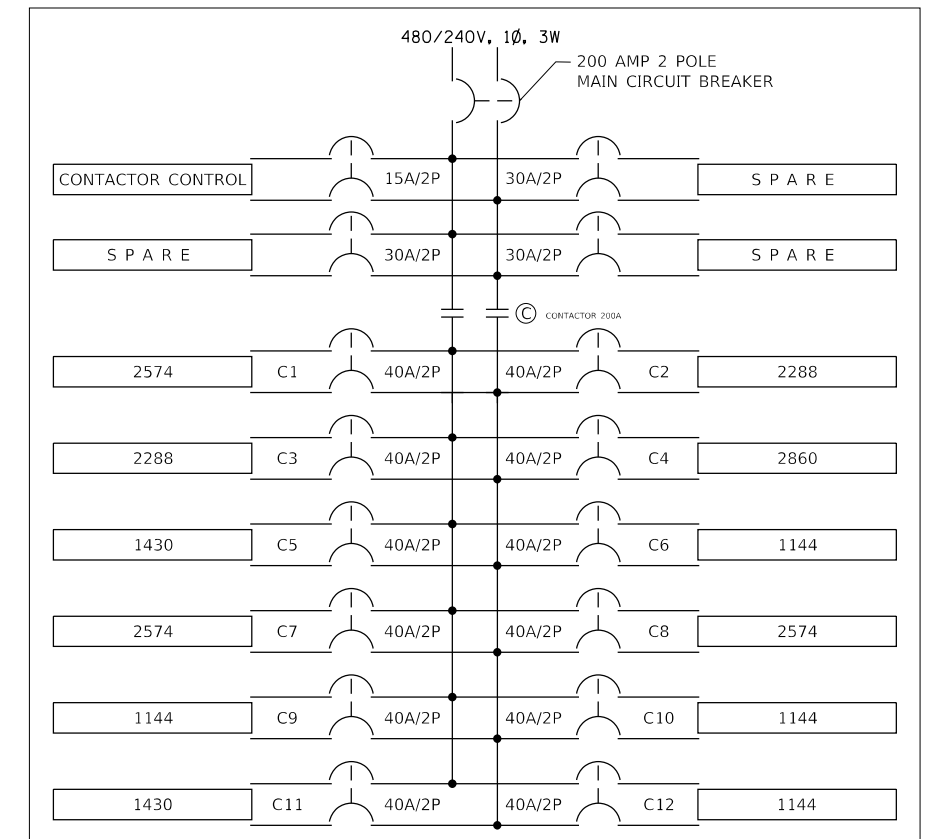 480/240V, 1Ø, 3W
200 AMP 2 POLE
MAIN CIRCUIT BREAKER
CONTACTOR CONTROL 15A/2P 30A/2P S P A R E
S P A R E 30A/2P 30A/2P S P A R E
C CONTACTOR 200A
2574 C1 40A/2P 40A/2P C2 2288
2288 C3 40A/2P 40A/2P C4 2860
1430 C5 40A/2P 40A/2P C6 1144
2574 C7 40A/2P 40A/2P C8 2574
1144 C9 40A/2P 40A/2P C10 1144
1430 C11 40A/2P 40A/2P C12 1144